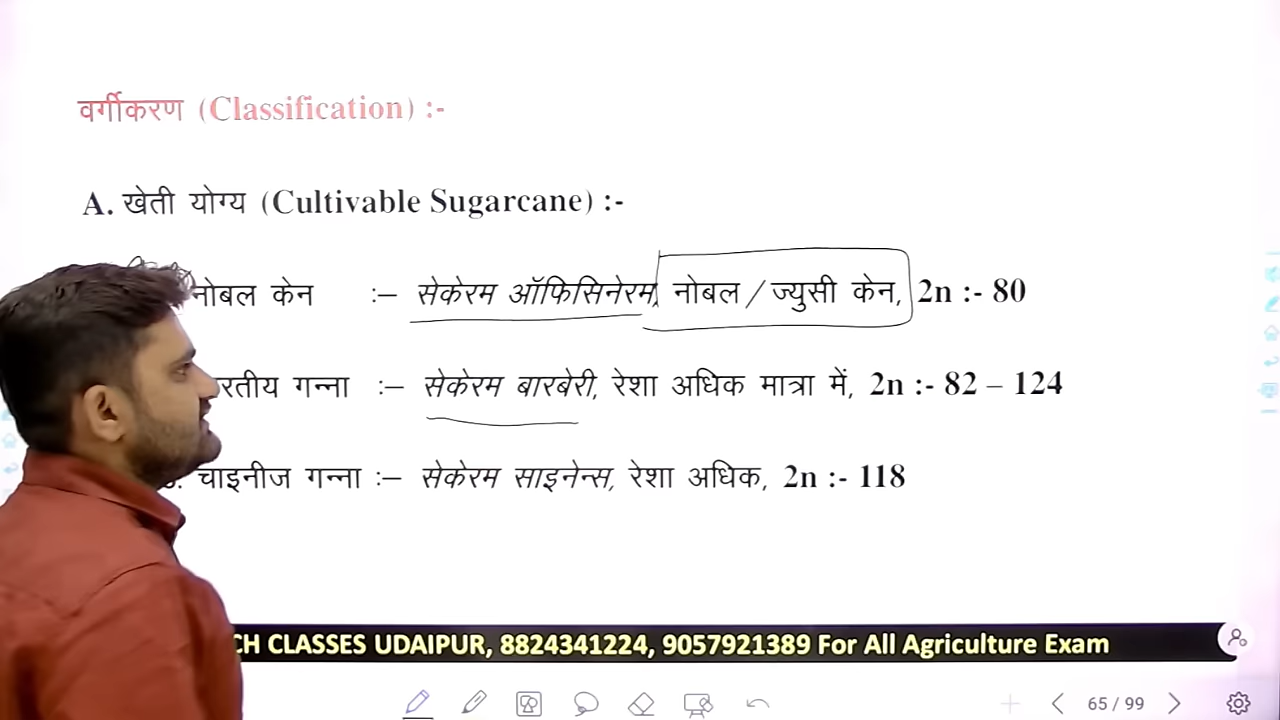 वर्गीकरण (Classification) :-
A. खेती योग्य (Cultivable Sugarcane) :-
नोबल केन :– सेकेरम ऑफिसिनेरम, नोबल / ज्युसी केन, 2n :- 80
रतीय गन्ना :– सेकेरम बारबेरी, रेशा अधिक मात्रा में, 2n :- 82 – 124
चाइनीज गन्ना :– सेकेरम साइनेन्स, रेशा अधिक, 2n :- 118
CH CLASSES UDAIPUR, 8824341224, 9057921389 For All Agriculture Exam
65 / 99